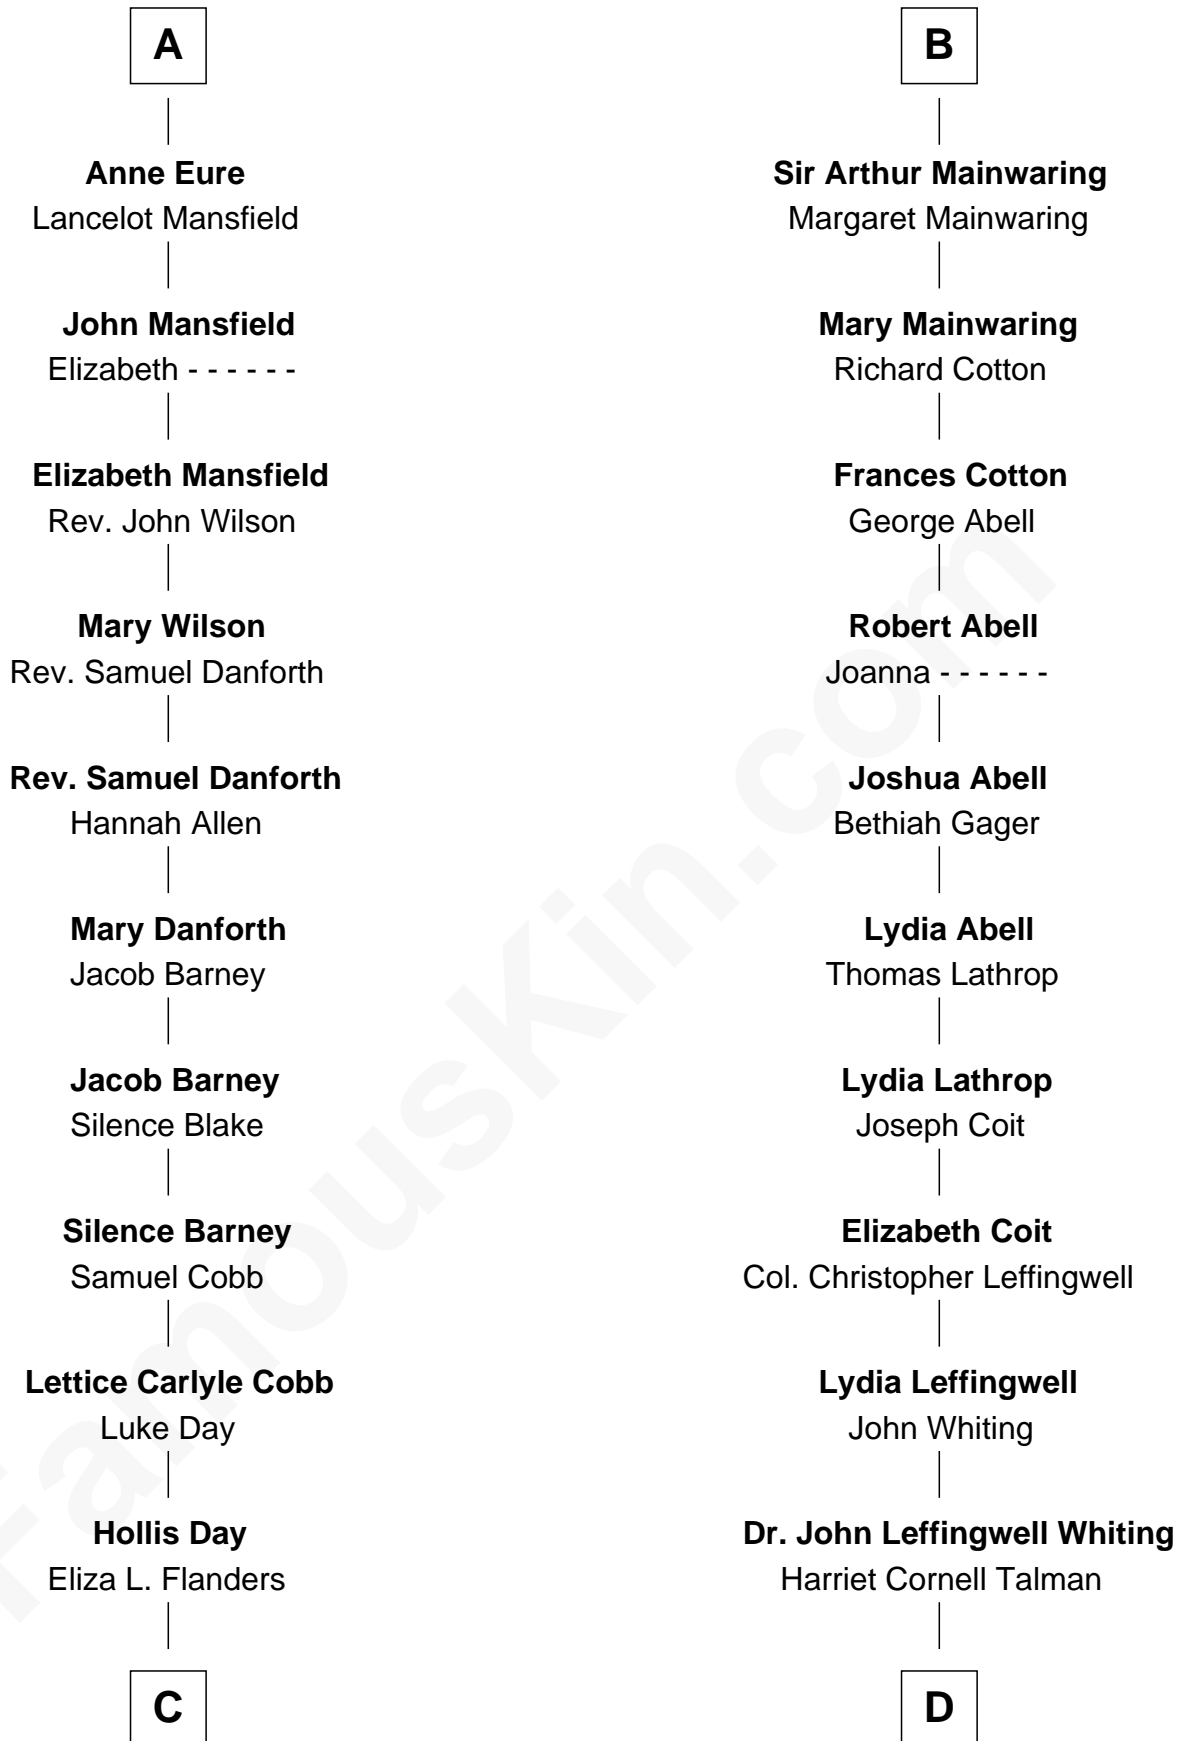 A
Anne Eure
Lancelot Mansfield
John Mansfield
Elizabeth - - - - - -
Elizabeth Mansfield
Rev. John Wilson
Mary Wilson
Rev. Samuel Danforth
Rev. Samuel Danforth
Hannah Allen
Mary Danforth
Jacob Barney
Jacob Barney
Silence Blake
Silence Barney
Samuel Cobb
Lettice Carlyle Cobb
Luke Day
Hollis Day
Eliza L. Flanders
C
B
Sir Arthur Mainwaring
Margaret Mainwaring
Mary Mainwaring
Richard Cotton
Frances Cotton
George Abell
Robert Abell
Joanna - - - - - -
Joshua Abell
Bethiah Gager
Lydia Abell
Thomas Lathrop
Lydia Lathrop
Joseph Coit
Elizabeth Coit
Col. Christopher Leffingwell
Lydia Leffingwell
John Whiting
Dr. John Leffingwell Whiting
Harriet Cornell Talman
D
FamousKin.com